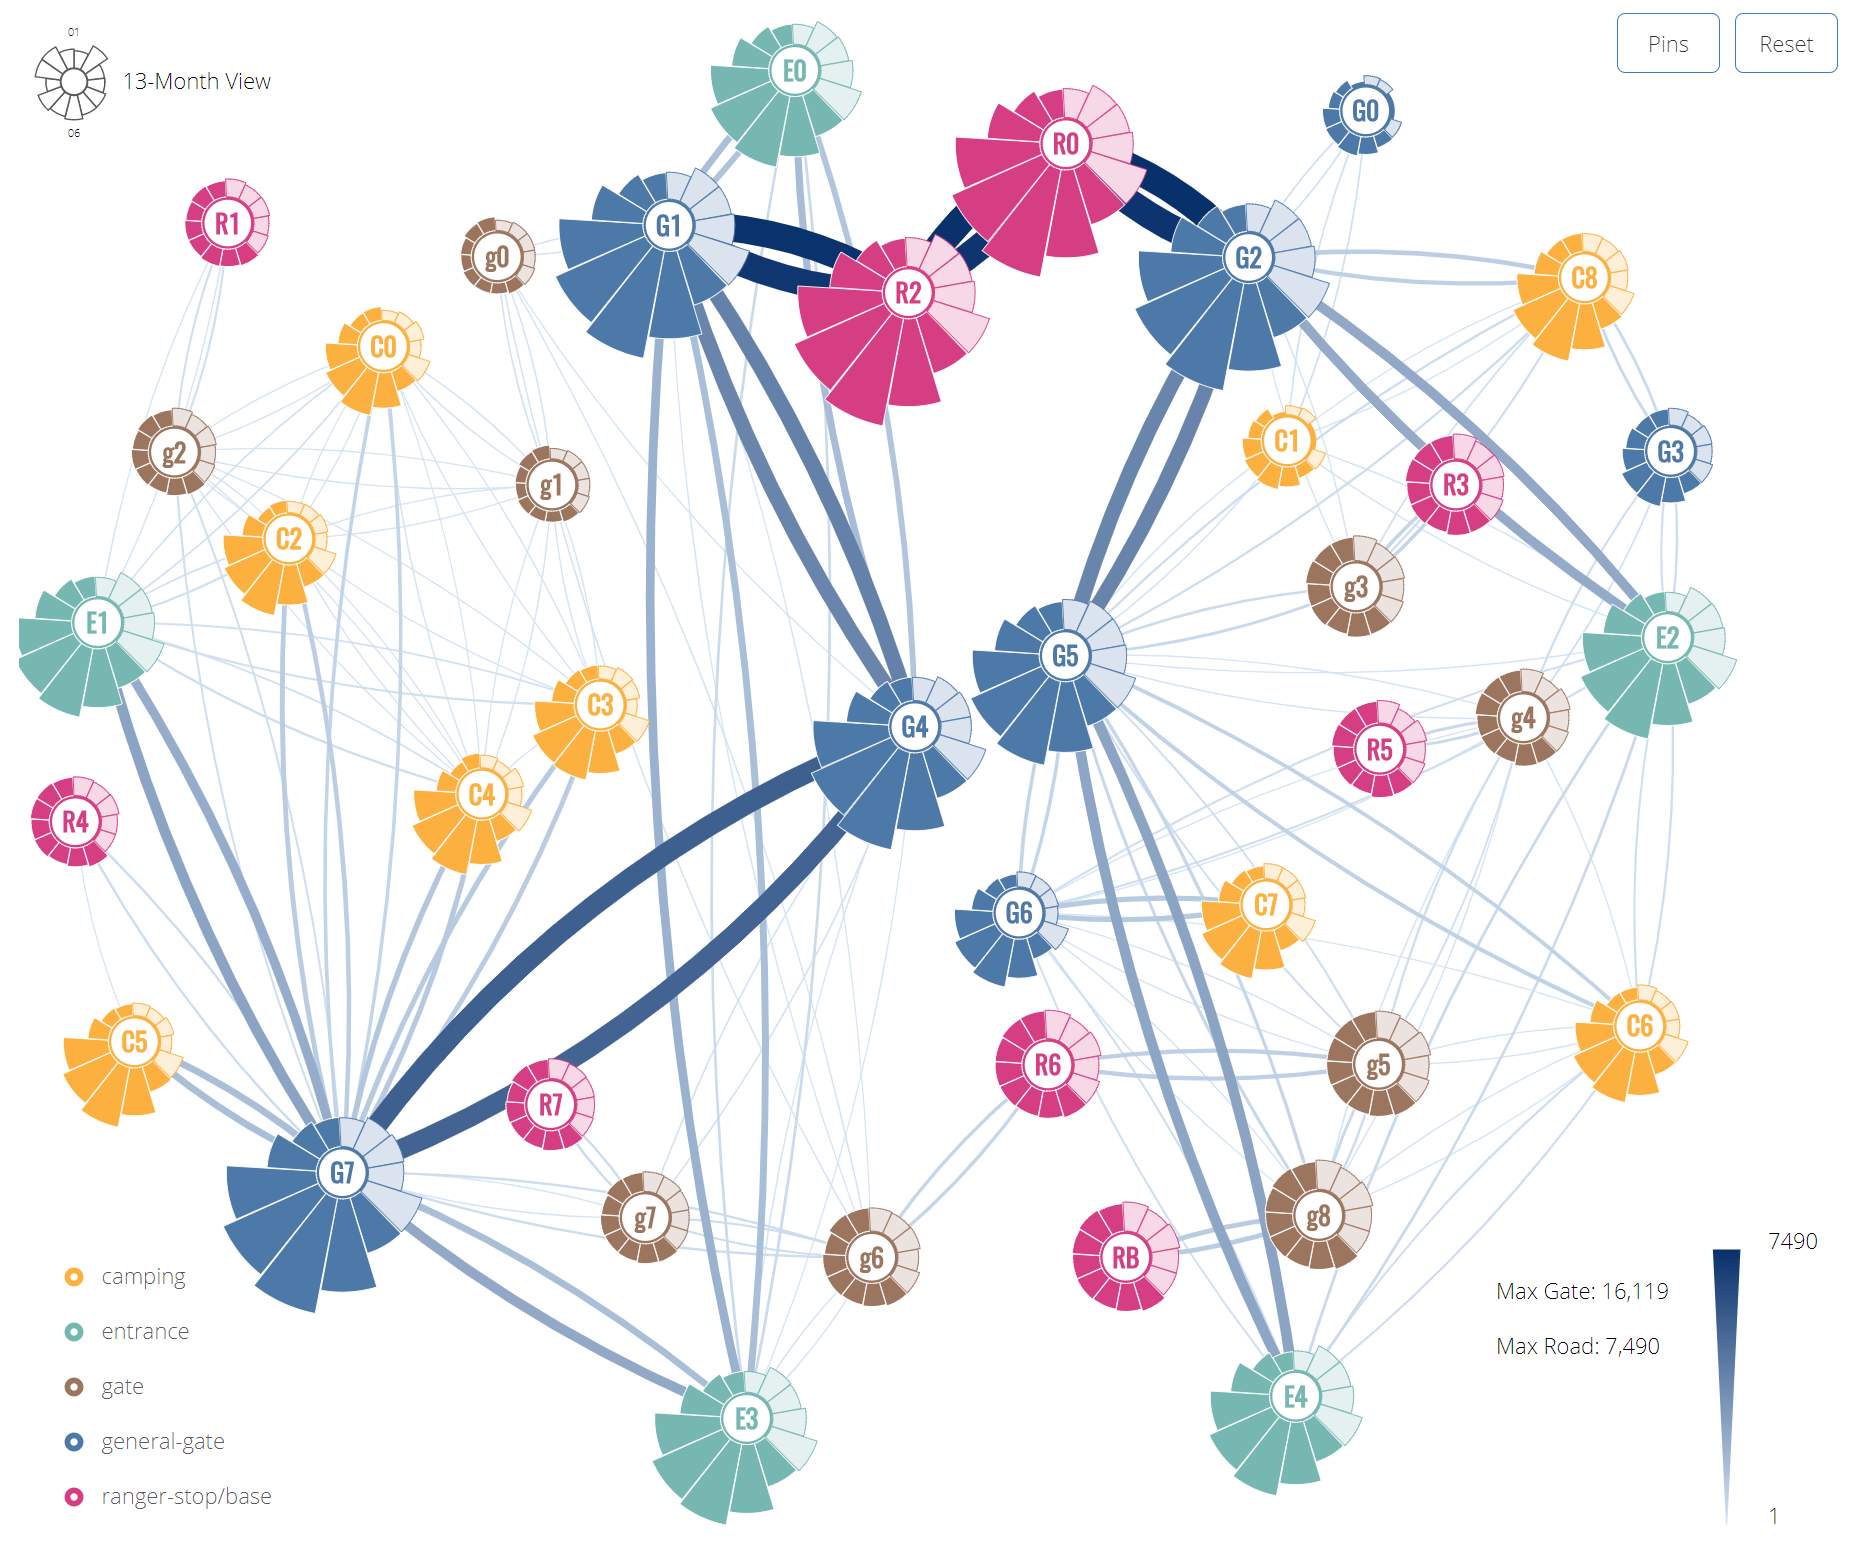 01
13-Month View
06
Pins
Reset
E0
R0
G0
R1
g0
G1
G2
C8
R2
C0
g2
g1
C1
R3
G3
C2
g3
E1
G5
E2
C3
G4
g4
R5
C4
R4
G6
C7
C5
R6
g5
C6
R7
G7
g7
g6
RB
g8
E3
E4
camping
entrance
gate
general-gate
ranger-stop/base
7490
Max Gate: 16,119
Max Road: 7,490
1